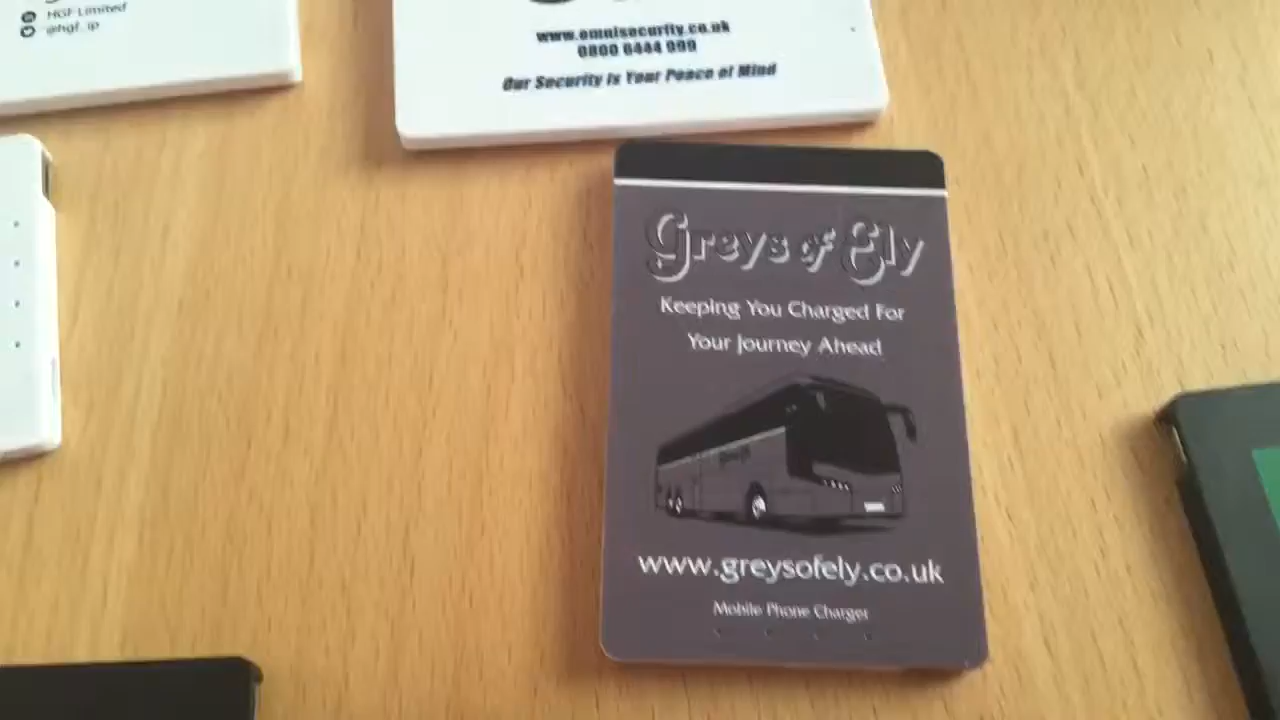 HGF Limited
@hgf_ip
www.omnisecurity.co.uk
0800 6444 999
Our Security is Your Peace of Mind
Greys of Ely
Keeping You Charged For
Your Journey Ahead
www.greysofely.co.uk
Mobile Phone Charger